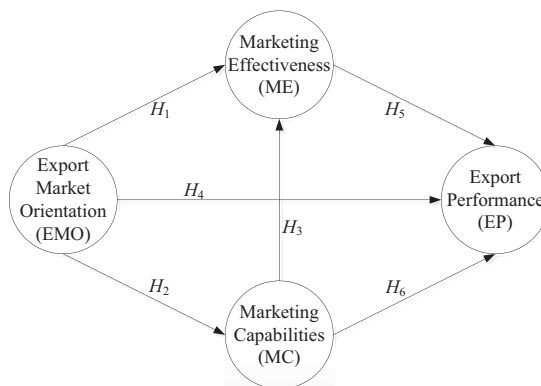 Marketing
Effectiveness
(ME)
H1
H5
Export
Market
Orientation
(EMO)
H4
Export
Performance
(EP)
H3
H2
H6
Marketing
Capabilities
(MC)